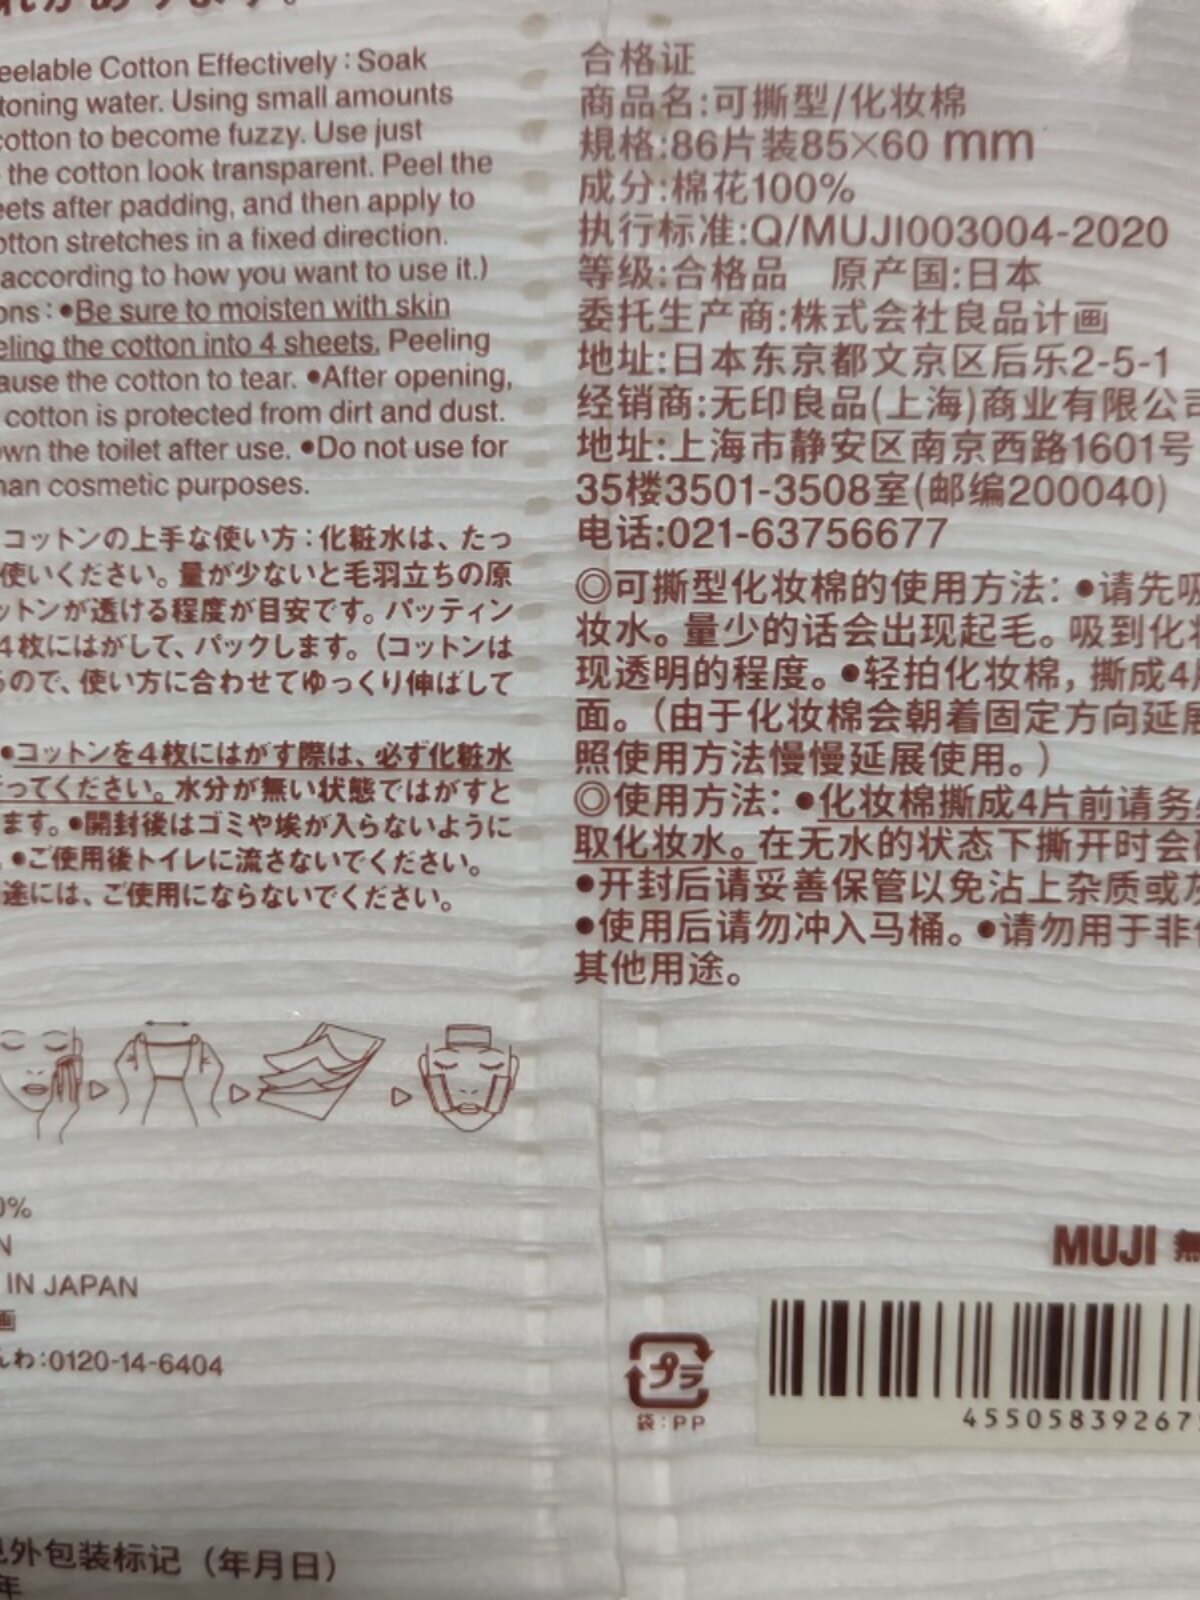 eelable Cotton Effectively : Soak
toning water. Using small amounts
cotton to become fuzzy. Use just
the cotton look transparent. Peel the
eets after padding, and then apply to
otton stretches in a fixed direction.
according to how you want to use it.)
ons : ●Be sure to moisten with skin
eling the cotton into 4 sheets. Peeling
ause the cotton to tear. ●After opening,
cotton is protected from dirt and dust.
own the toilet after use. ●Do not use for
han cosmetic purposes.
コットンの上手な使い方：化粧水は、たっ
使いください。量が少ないと毛羽立ちの原
ットンが透ける程度が目安です。パッティン
4枚にはがして、パックします。（コットンは
るので、使い方に合わせてゆっくり伸ばして
●コットンを4枚にはがす際は、必ず化粧水
ってください。水分が無い状態ではがすと
ます。●開封後はゴミや埃が入らないように
。●ご使用後トイレに流さないでください。
途には、ご使用にならないでください。
0%
N
IN JAPAN
画
んわ:0120-14-6404
见外包装标记（年月日）
年
合格证
商品名:可撕型/化妆棉
規格:86片装85×60 mm
成分:棉花100%
执行标准:Q/MUJI003004-2020
等级:合格品 原产国:日本
委托生产商:株式会社良品计画
地址:日本东京都文京区后乐2-5-1
经销商:无印良品(上海)商业有限公司
地址:上海市静安区南京西路1601号
35楼3501-3508室(邮编200040)
电话:021-63756677
◎可撕型化妆棉的使用方法：●请先吸
妆水。量少的话会出现起毛。吸到化妆
现透明的程度。●轻拍化妆棉，撕成4片
面。（由于化妆棉会朝着固定方向延展
照使用方法慢慢延展使用。）
◎使用方法：●化妆棉撕成4片前请务
取化妆水。在无水的状态下撕开时会
●开封后请妥善保管以免沾上杂质或灰
●使用后请勿冲入马桶。●请勿用于非化
其他用途。
MUJI 無
プラ
袋：PP
45505839267